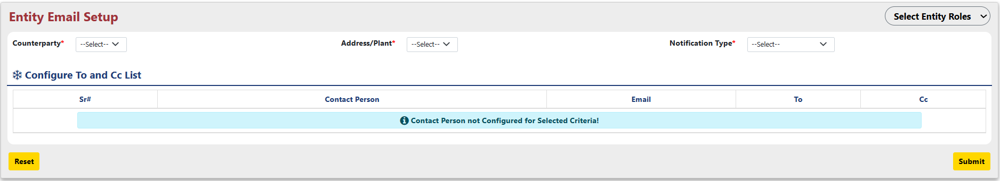 Entity Email Setup
Select Entity Roles
Counterparty* --Select-- Address/Plant* --Select-- Notification Type* --Select--
Configure To and Cc List
Sr# Contact Person Email To Cc
Contact Person not Configured for Selected Criteria!
Reset Submit